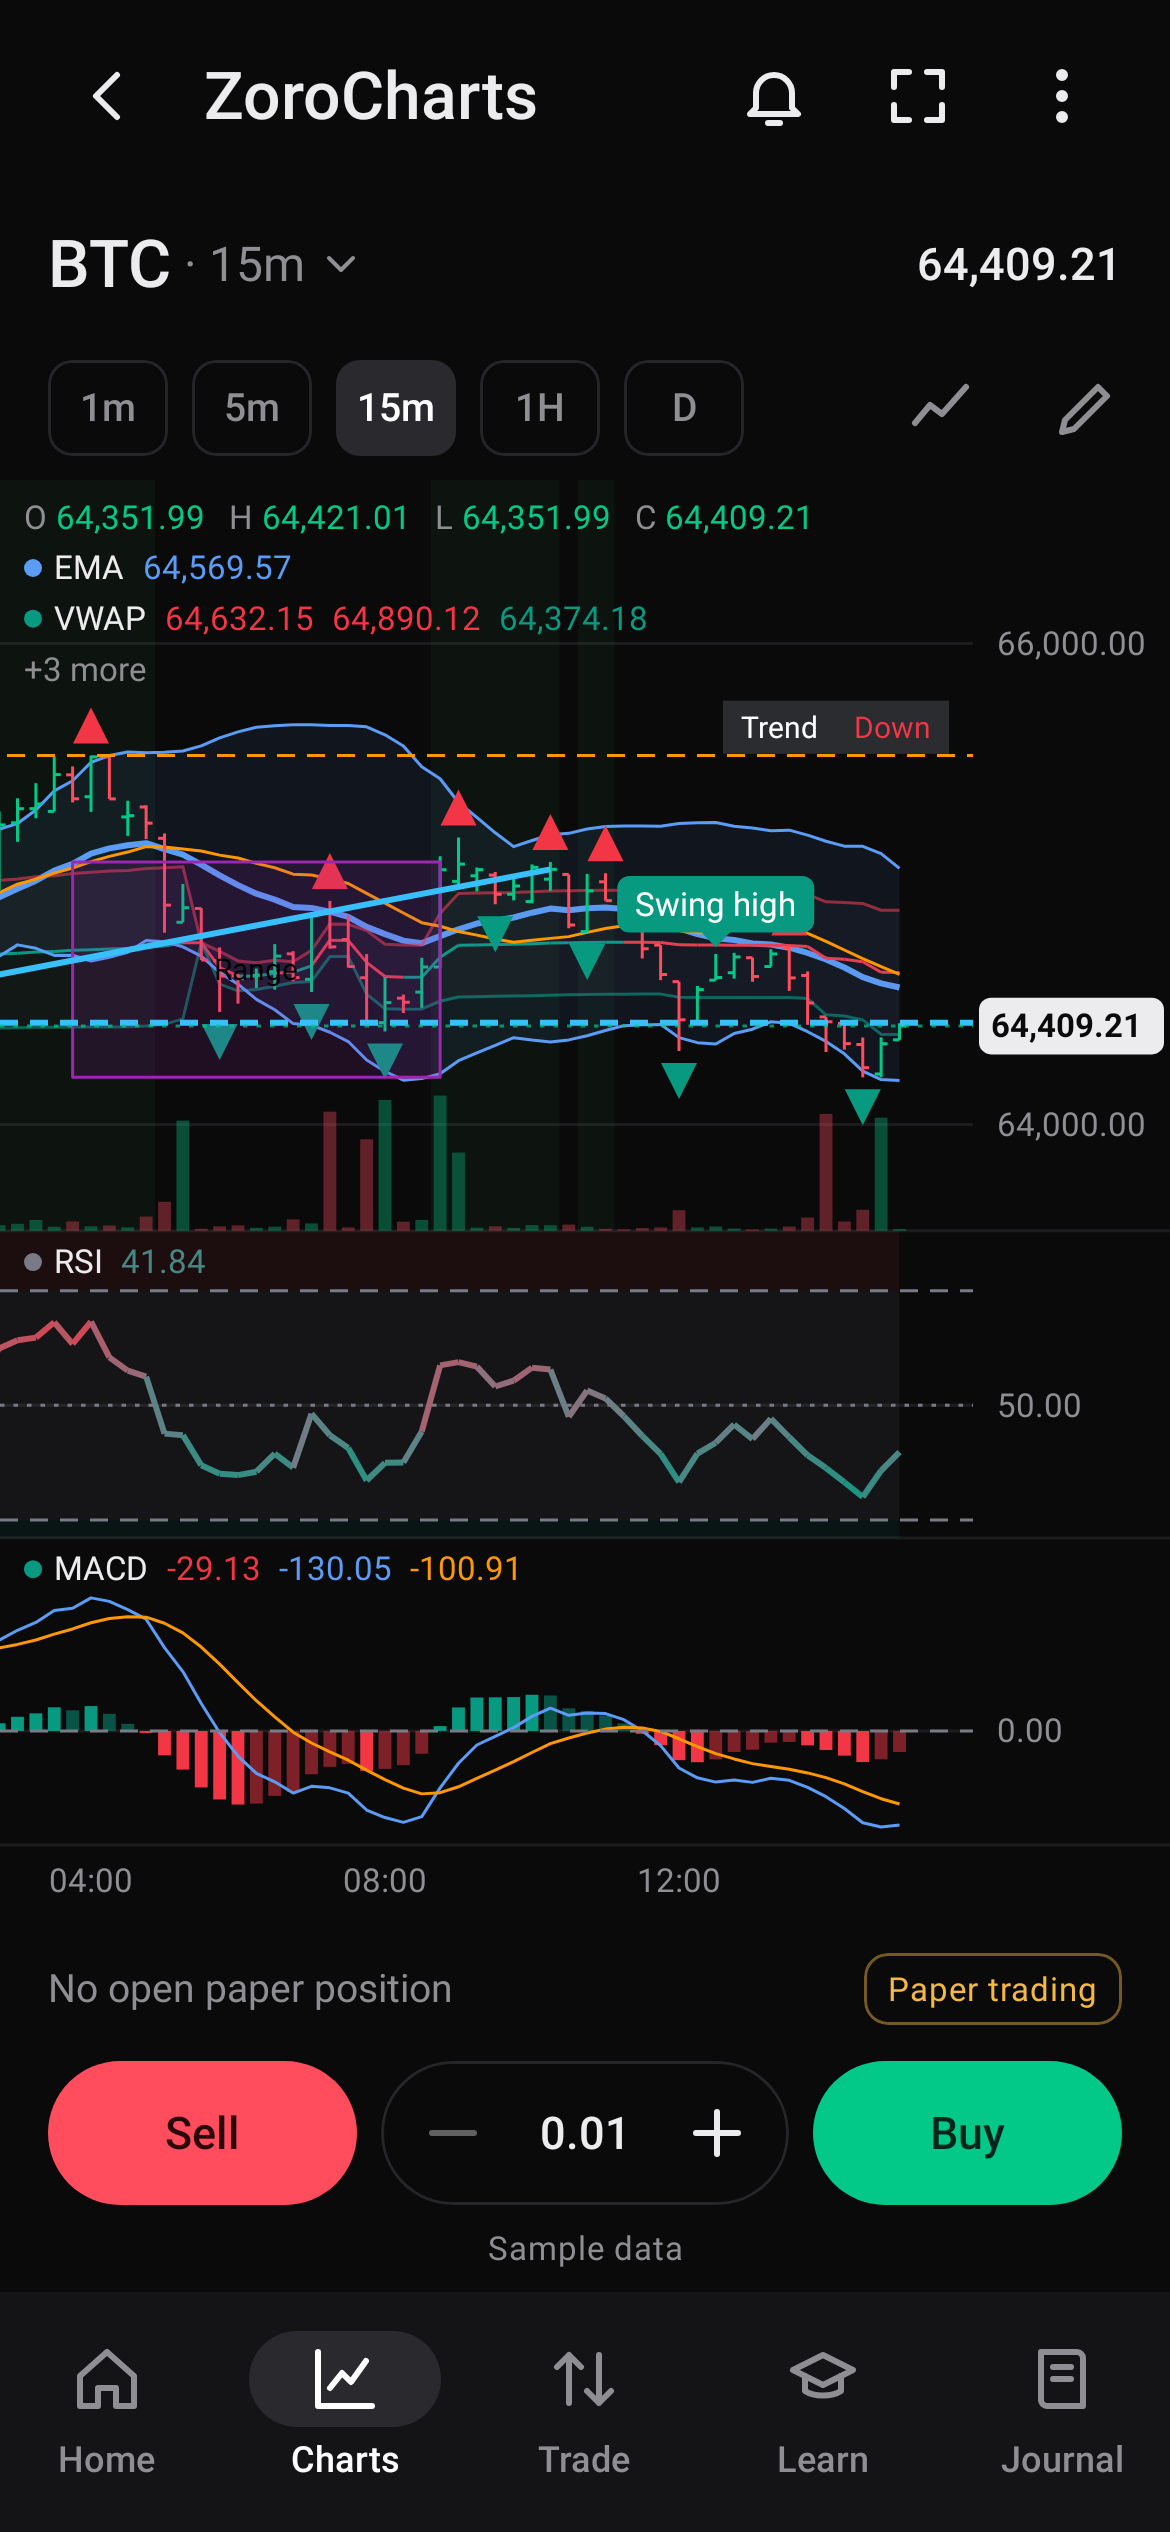 ZoroCharts
BTC · 15m
64,409.21
1m 5m 15m 1H D
O 64,351.99 H 64,421.01 L 64,351.99 C 64,409.21
EMA 64,569.57
VWAP 64,632.15 64,890.12 64,374.18
66,000.00
+3 more
Trend Down
Swing high
Range
64,409.21
64,000.00
RSI 41.84
50.00
MACD -29.13 -130.05 -100.91
0.00
04:00 08:00 12:00
No open paper position
Paper trading
Sell
0.01
Buy
Sample data
Home Charts Trade Learn Journal